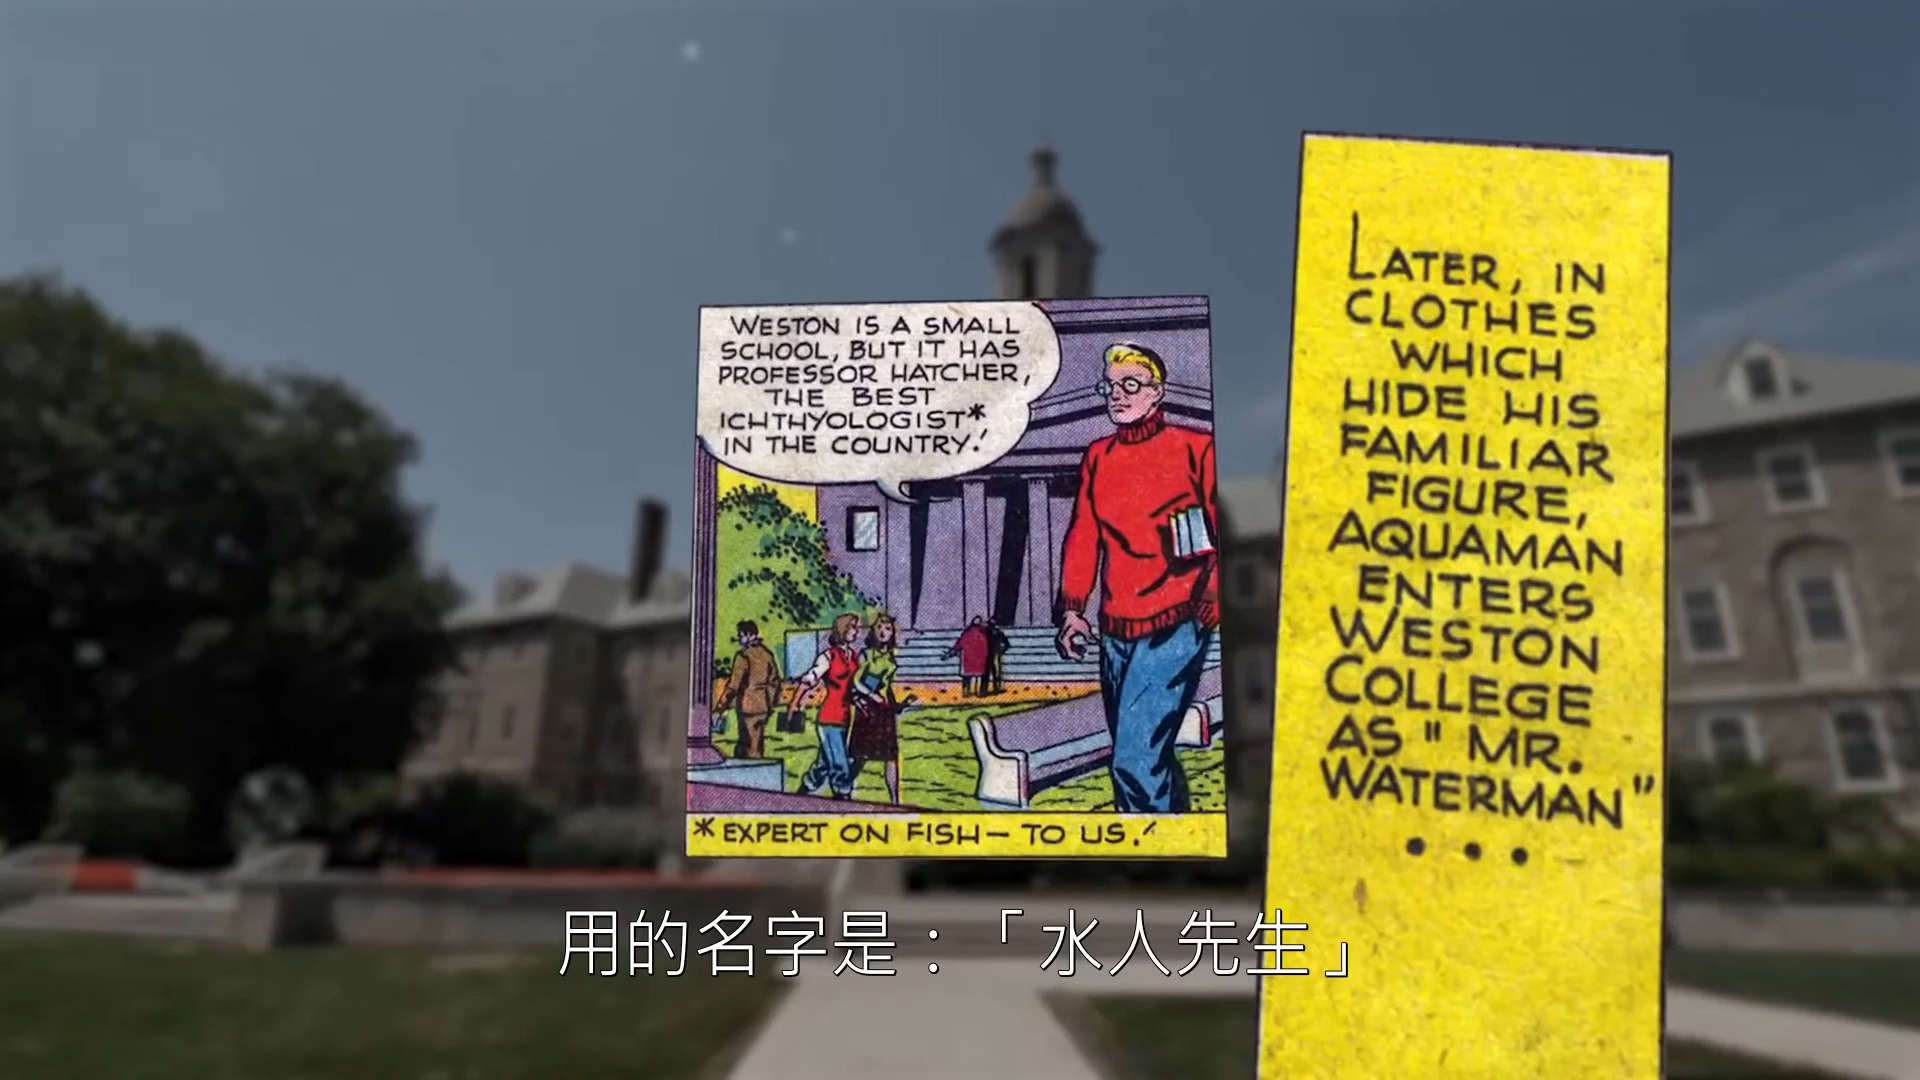 WESTON IS A SMALL
SCHOOL, BUT IT HAS
PROFESSOR HATCHER,
THE BEST
ICHTHYOLOGIST*
IN THE COUNTRY!
*EXPERT ON FISH— TO US!
LATER, IN
CLOTHES
WHICH
HIDE HIS
FAMILIAR
FIGURE,
AQUAMAN
ENTERS
WESTON
COLLEGE
AS " MR.
WATERMAN"
...
用的名字是：「水人先生」